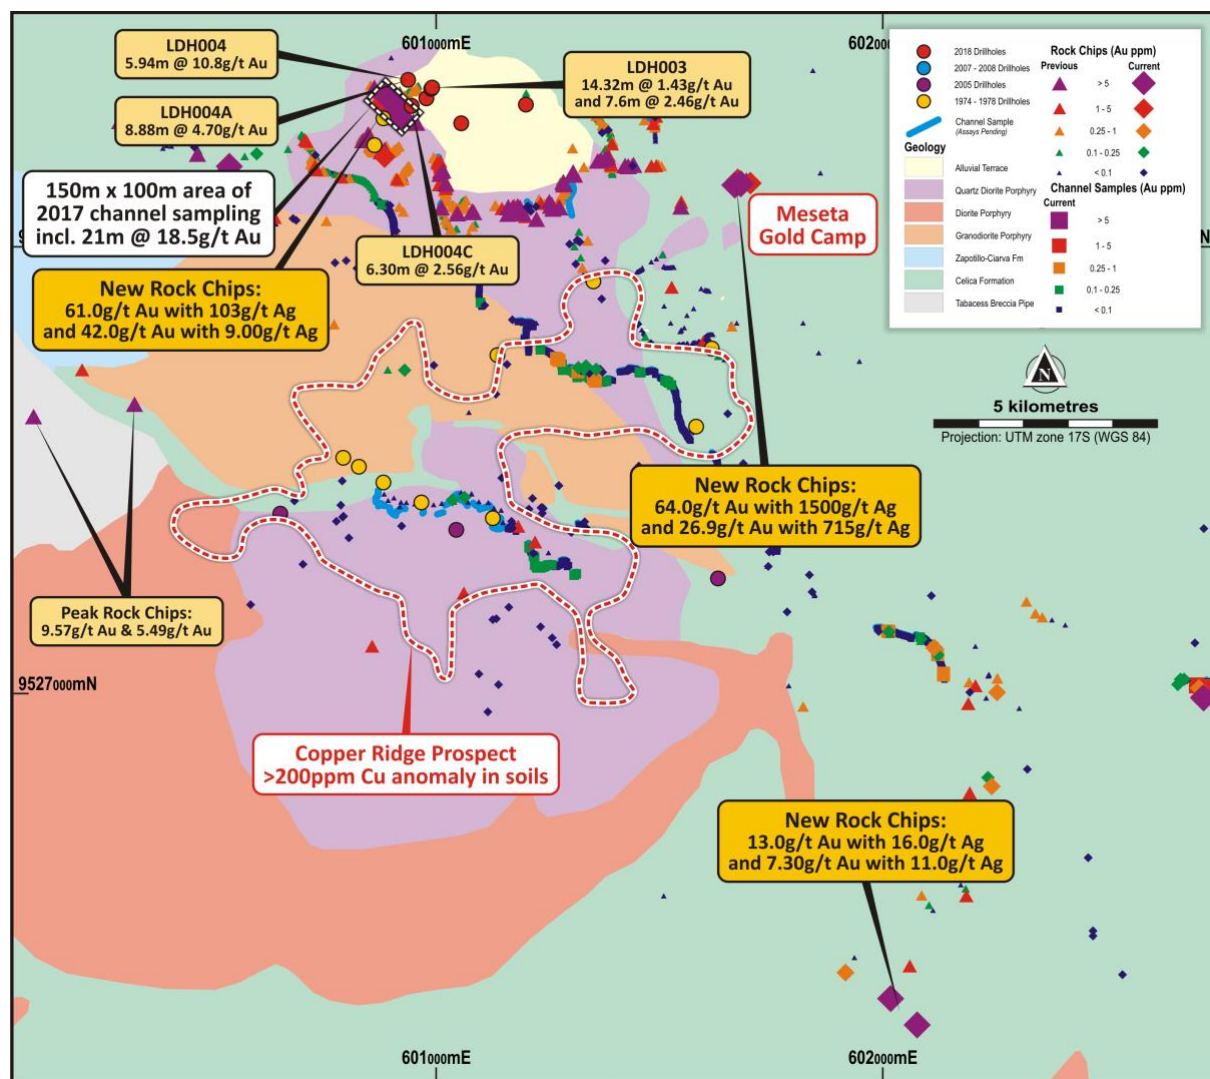 601000mE
602000
LDH004
5.94m @ 10.8g/t Au
LDH003
14.32m @ 1.43g/t Au
and 7.6m @ 2.46g/t Au
LDH004A
8.88m @ 4.70g/t Au
150m x 100m area of
2017 channel sampling
incl. 21m @ 18.5g/t Au
LDH004C
6.30m @ 2.56g/t Au
Meseta
Gold Camp
New Rock Chips:
61.0g/t Au with 103g/t Ag
and 42.0g/t Au with 9.00g/t Ag
2018 Drillholes
2007 - 2008 Drillholes
2005 Drillholes
1974 - 1978 Drillholes
Channel Sample
(Assays Pending)
Geology
Alluvial Terrace
Quartz Diorite Porphyry
Diorite Porphyry
Granodiorite Porphyry
Zapotillo-Ciarva Fm
Celica Formation
Tabacess Breccia Pipe
Rock Chips (Au ppm)
Previous Current
> 5
1 - 5
0.25 - 1
0.1 - 0.25
< 0.1
Channel Samples (Au ppm)
Current
> 5
1 - 5
0.25 - 1
0.1 - 0.25
< 0.1
9
N
N
5 kilometres
Projection: UTM zone 17S (WGS 84)
New Rock Chips:
64.0g/t Au with 1500g/t Ag
and 26.9g/t Au with 715g/t Ag
Peak Rock Chips:
9.57g/t Au & 5.49g/t Au
9527000mN
Copper Ridge Prospect
>200ppm Cu anomaly in soils
New Rock Chips:
13.0g/t Au with 16.0g/t Ag
and 7.30g/t Au with 11.0g/t Ag
601000mE
602000mE